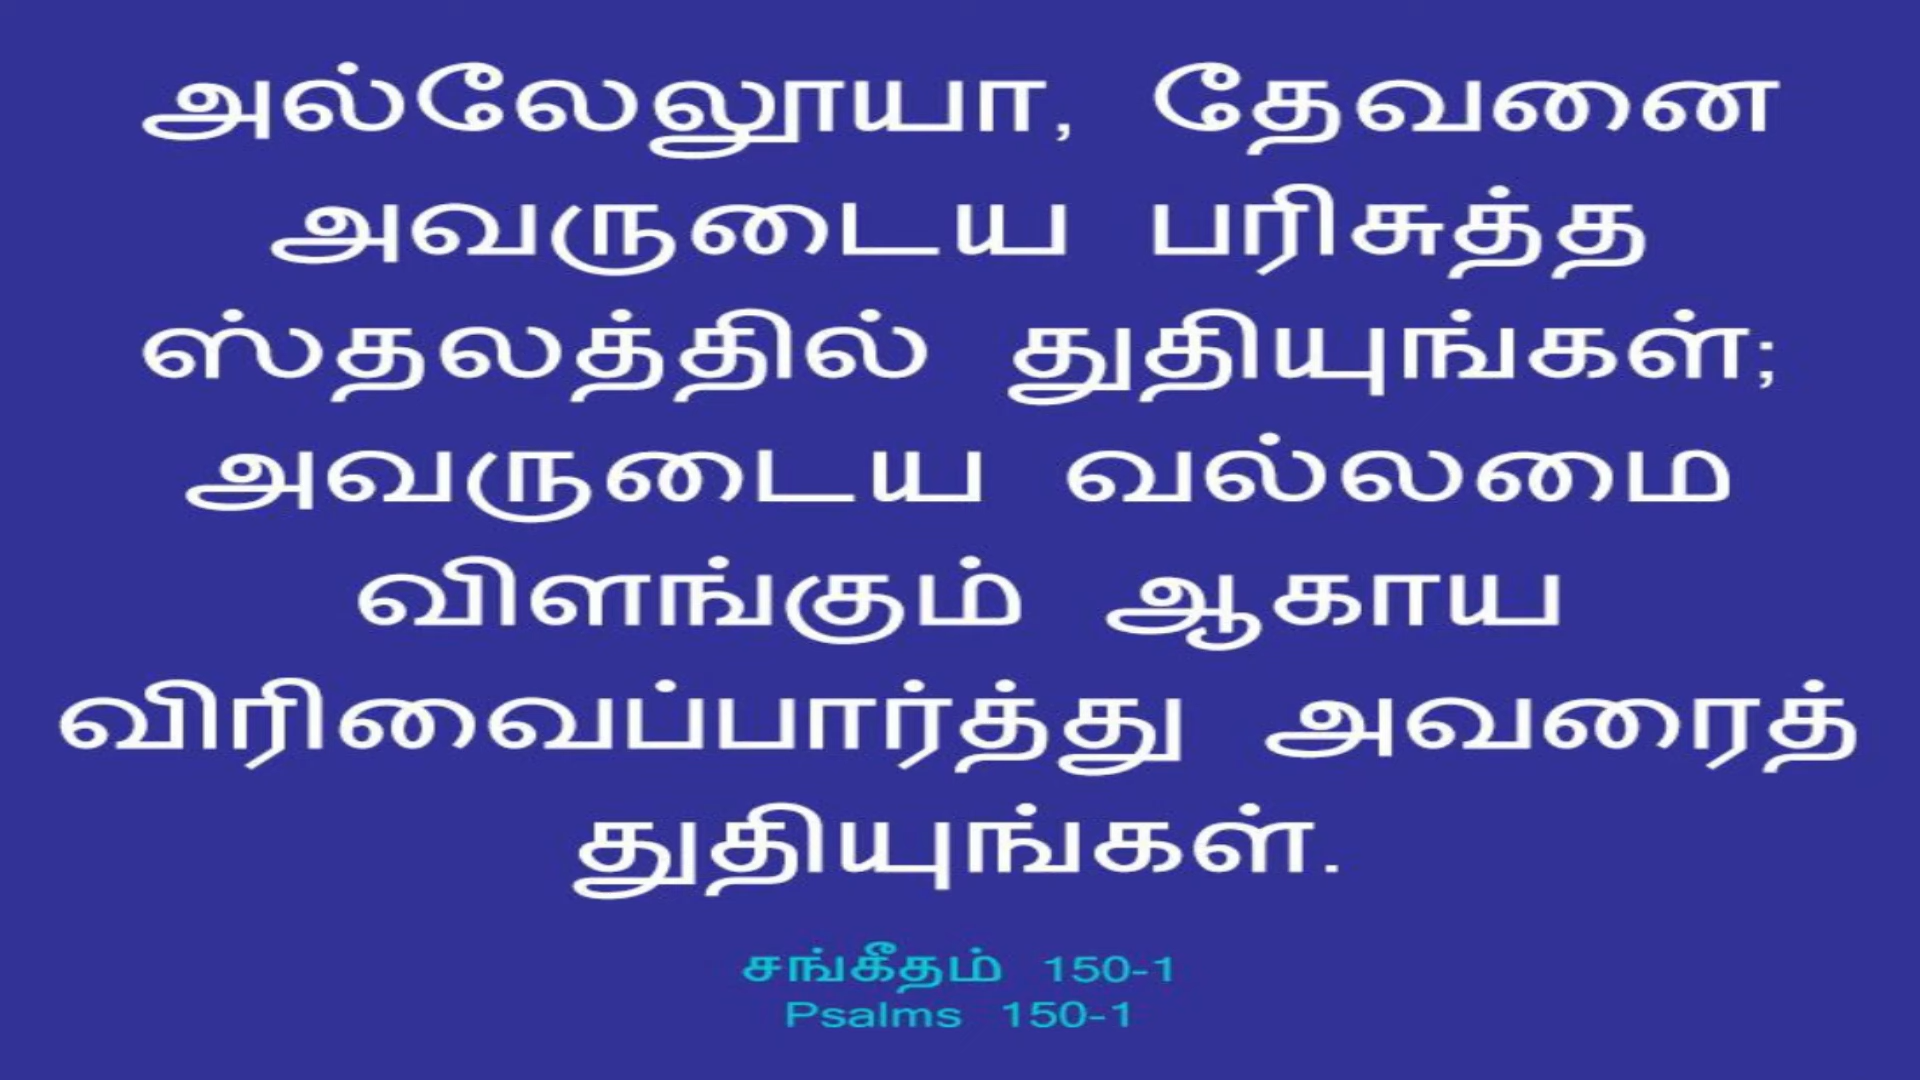 அல்லேலூயா, தேவனை
அவருடைய பரிசுத்த
ஸ்தலத்தில் துதியுங்கள்;
அவருடைய வல்லமை
விளங்கும் ஆகாய
விரிவைப்பார்த்து அவரைத்
துதியுங்கள்.
சங்கீதம் 150-1
Psalms 150-1